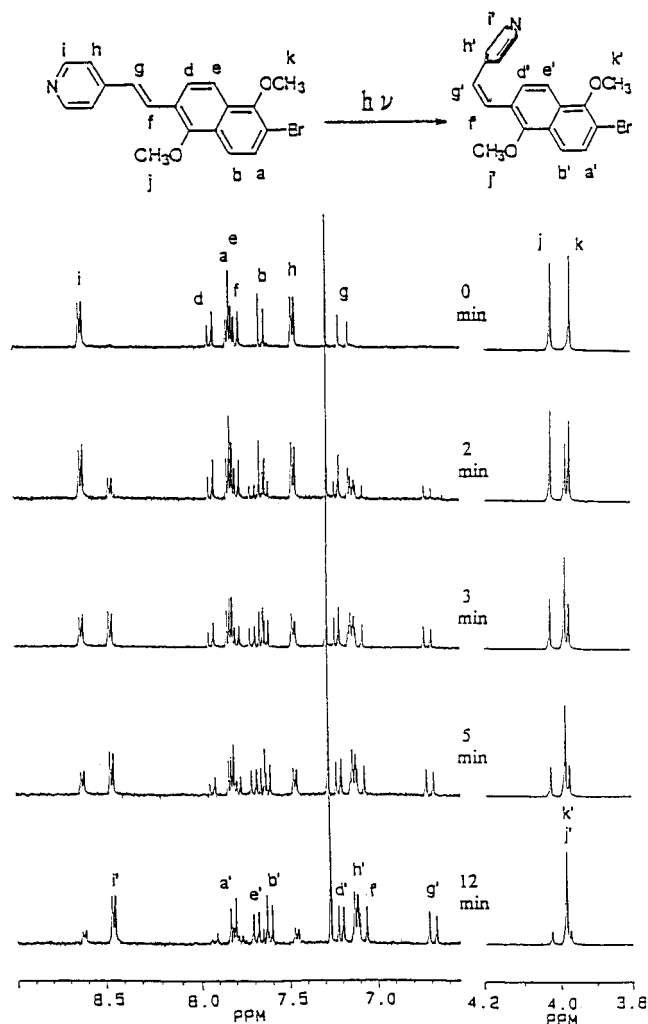 i'
N
i h
h'
k
k'
d e
d' e'
g
OCH₃
g'
OCH₃
N
hν
f
Br
f'
Br
CH₃O
CH₃O
j
b a
j'
b' a'
e
j k
i
a
h
0
d
f
b
g
min
2
min
3
min
5
min
k'
j'
i'
a'
b'
h'
12
e'
d'
f'
g'
min
8.5 8.0 7.5 7.0
4.2 4.0 3.8
PPM
PPM